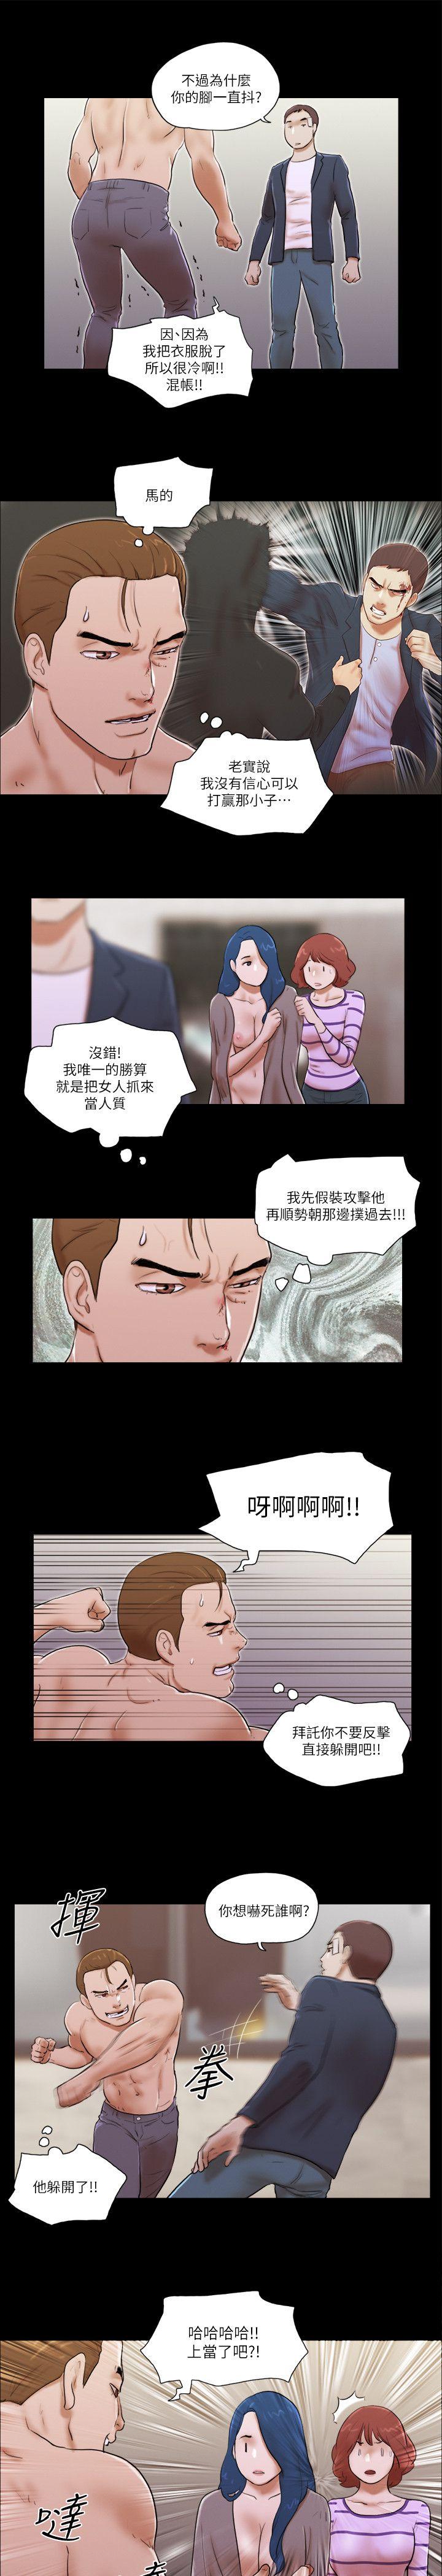 不過為什麼
你的腳一直抖?
因、因為
我把衣服脫了
所以很冷啊!!
混帳!!
馬的
老實說
我沒有信心可以
打贏那小子…
沒錯!
我唯一的勝算
就是把女人抓來
當人質
我先假裝攻擊他
再順勢朝那邊撲過去!!!
呀啊啊啊!!
拜託你不要反擊
直接躲開吧!!
揮
你想嚇死誰啊?
拳
他躲開了!!
哈哈哈哈!!
上當了吧?!
噠